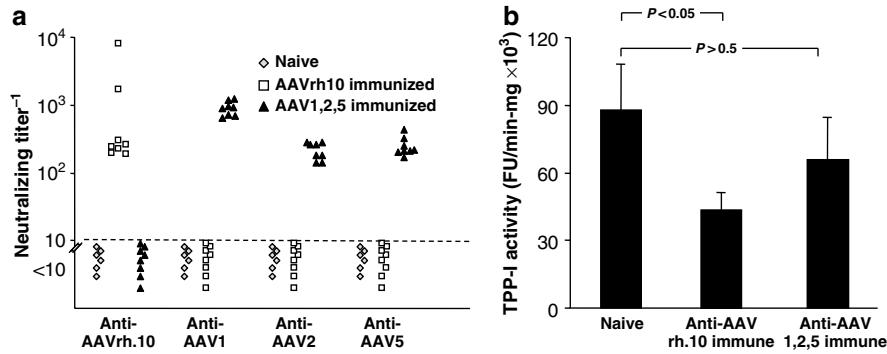 a
Neutralizing titer⁻¹
10⁴
10³
10²
10
<10
Naive
AAVrh10 immunized
AAV1,2,5 immunized
Anti-
AAVrh.10
Anti-
AAV1
Anti-
AAV2
Anti-
AAV5
b
TPP-I activity (FU/min-mg ×10³)
120
90
60
30
0
P<0.05
P>0.5
Naive
Anti-AAV
rh.10 immune
Anti-AAV
1,2,5 immune